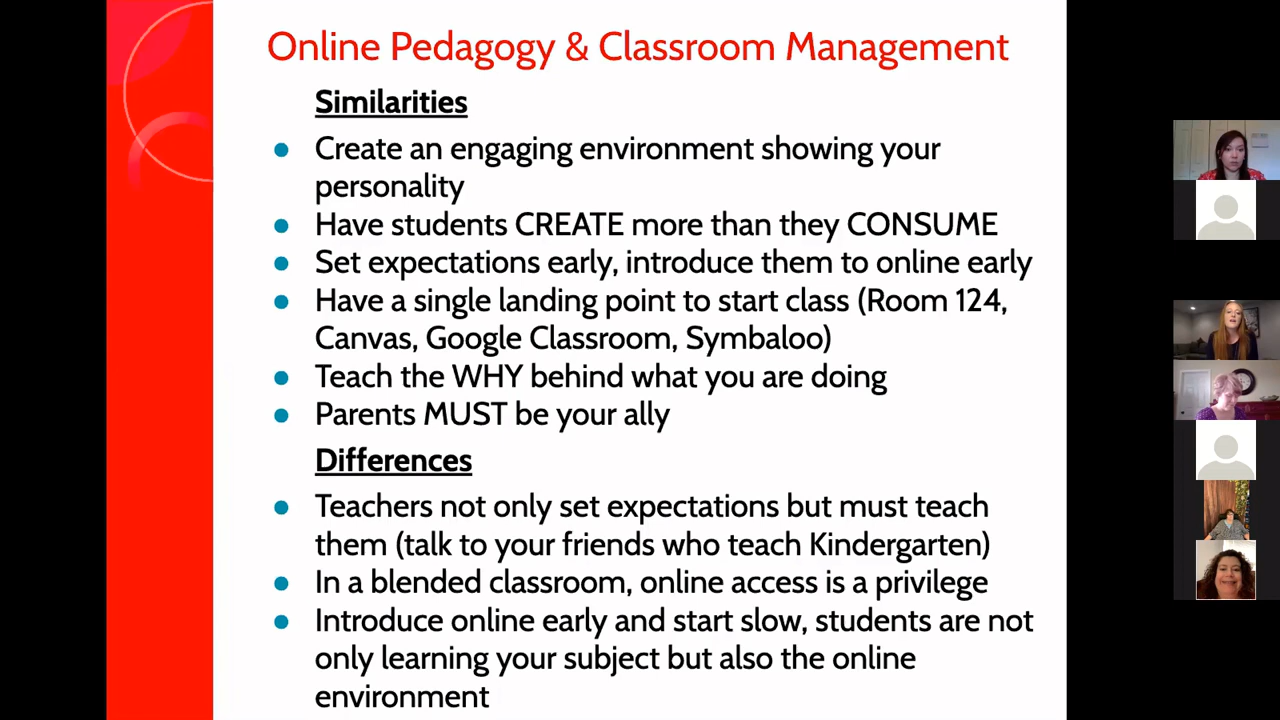 Online Pedagogy & Classroom Management
Similarities
● Create an engaging environment showing your
personality
● Have students CREATE more than they CONSUME
● Set expectations early, introduce them to online early
● Have a single landing point to start class (Room 124,
Canvas, Google Classroom, Symbaloo)
● Teach the WHY behind what you are doing
● Parents MUST be your ally
Differences
● Teachers not only set expectations but must teach
them (talk to your friends who teach Kindergarten)
● In a blended classroom, online access is a privilege
● Introduce online early and start slow, students are not
only learning your subject but also the online
environment